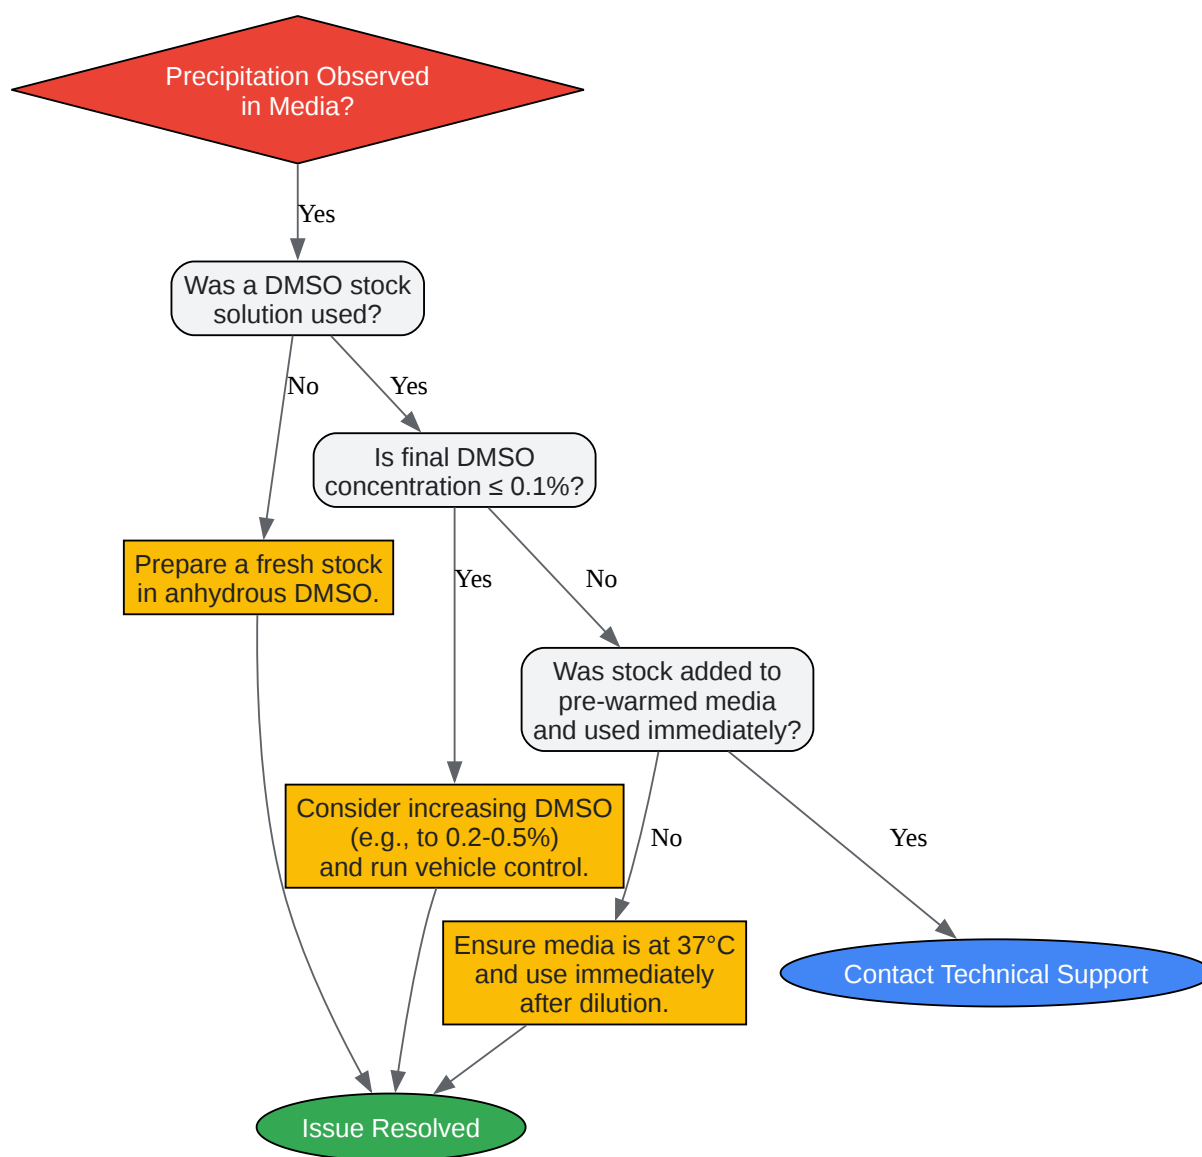 Precipitation Observed
in Media?
Yes
Was a DMSO stock
solution used?
No
Yes
Is final DMSO
concentration ≤ 0.1%?
Prepare a fresh stock
in anhydrous DMSO.
Yes
No
Was stock added to
pre-warmed media
and used immediately?
Consider increasing DMSO
(e.g., to 0.2-0.5%)
and run vehicle control.
No
Yes
Ensure media is at 37°C
and use immediately
after dilution.
Contact Technical Support
Issue Resolved